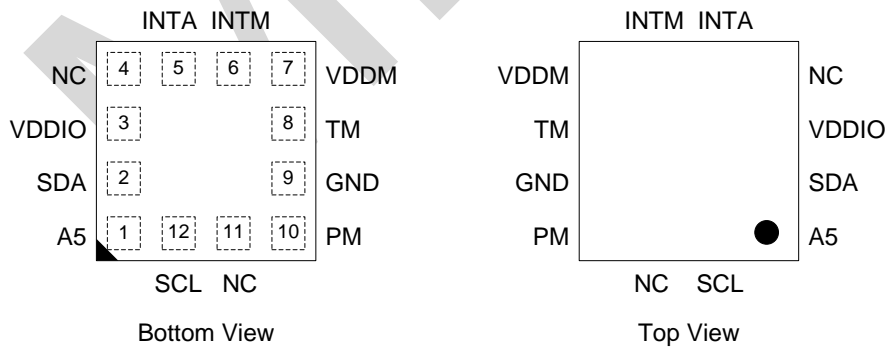 INTA INTM
NC 4 5 6 7 VDDM
VDDIO 3 8 TM
SDA 2 9 GND
A5 1 12 11 10 PM
SCL NC
Bottom View
INTM INTA
VDDM NC
TM VDDIO
GND SDA
PM A5
NC SCL
Top View